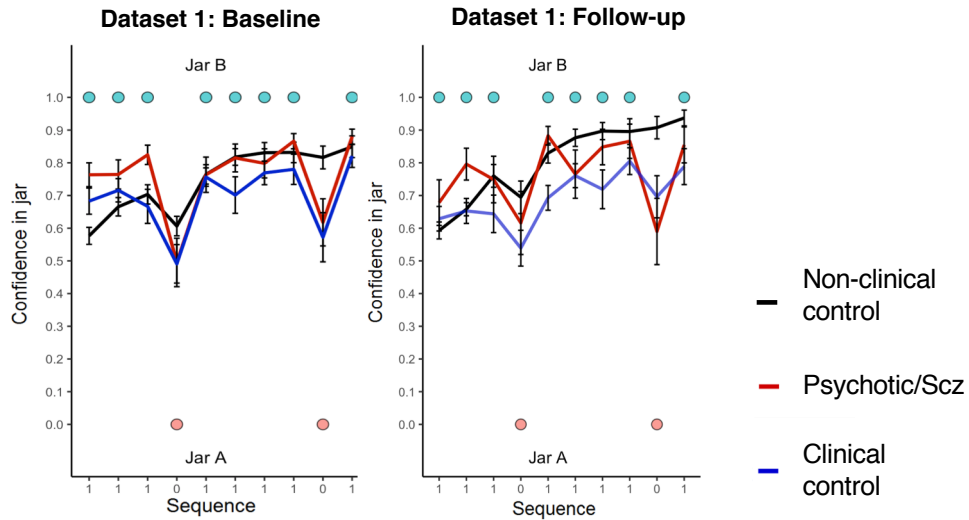 Dataset 1: Baseline
Dataset 1: Follow-up
Jar B
1.0
0.9
0.8
0.7
0.6
0.5
0.4
0.3
0.2
0.1
0.0
Confidence in jar
Jar A
1 1 1 0 1 1 1 1 0 1
Sequence
Jar B
1.0
0.9
0.8
0.7
0.6
0.5
0.4
0.3
0.2
0.1
0.0
Confidence in jar
Jar A
1 1 1 0 1 1 1 1 0 1
Sequence
Non-clinical
control
Psychotic/Scz
Clinical
control